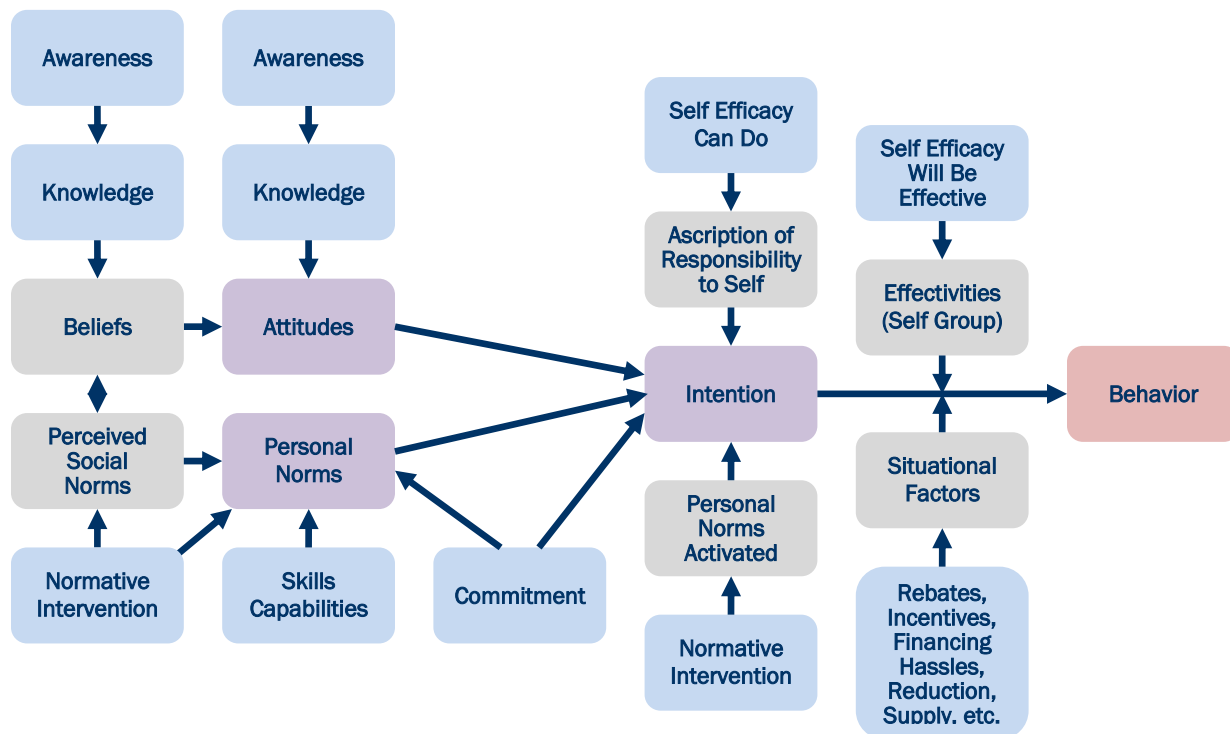 Awareness
Awareness
Knowledge
Knowledge
Beliefs
Attitudes
Perceived
Social
Norms
Personal
Norms
Normative
Intervention
Skills
Capabilities
Commitment
Self Efficacy
Can Do
Ascription of
Responsibility
to Self
Intention
Personal
Norms
Activated
Normative
Intervention
Self Efficacy
Will Be
Effective
Effectivities
(Self Group)
Situational
Factors
Rebates,
Incentives,
Financing
Hassles,
Reduction,
Supply, etc.
Behavior